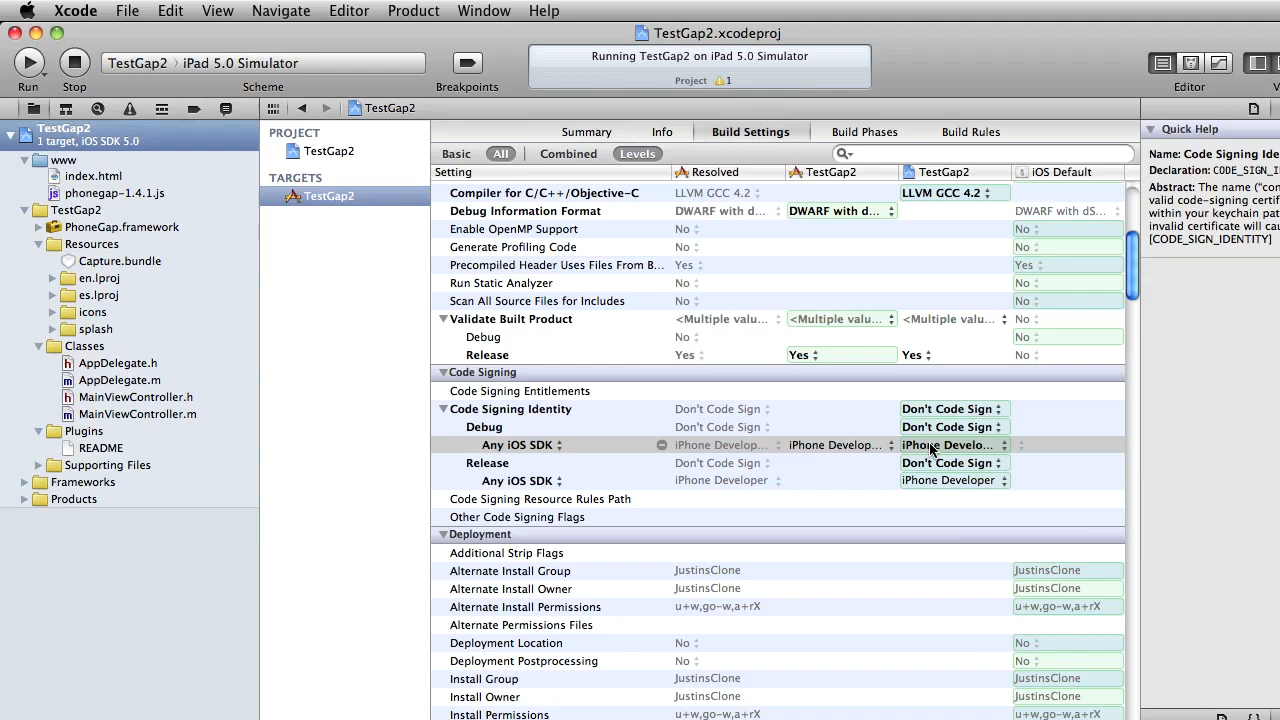 Xcode File Edit View Navigate Editor Product Window Help
TestGap2.xcodeproj
TestGap2 › iPad 5.0 Simulator
Running TestGap2 on iPad 5.0 Simulator
Project 1
Run Stop Scheme Breakpoints Editor
TestGap2
TestGap2
1 target, iOS SDK 5.0
www
index.html
phonegap-1.4.1.js
TestGap2
PhoneGap.framework
Resources
Capture.bundle
en.lproj
es.lproj
icons
splash
Classes
AppDelegate.h
AppDelegate.m
MainViewController.h
MainViewController.m
Plugins
README
Supporting Files
Frameworks
Products
PROJECT
TestGap2
TARGETS
TestGap2
Summary Info Build Settings Build Phases Build Rules
Basic All Combined Levels
Setting Resolved TestGap2 TestGap2 iOS Default
Compiler for C/C++/Objective-C LLVM GCC 4.2 LLVM GCC 4.2
Debug Information Format DWARF with d... DWARF with d... DWARF with dS...
Enable OpenMP Support No No
Generate Profiling Code No No
Precompiled Header Uses Files From B... Yes Yes
Run Static Analyzer No No
Scan All Source Files for Includes No No
Validate Built Product <Multiple valu... <Multiple valu... <Multiple valu... No
Debug No No
Release Yes Yes Yes No
Code Signing
Code Signing Entitlements
Code Signing Identity Don't Code Sign Don't Code Sign
Debug Don't Code Sign Don't Code Sign
Any iOS SDK iPhone Develop... iPhone Develop... iPhone Develo...
Release Don't Code Sign Don't Code Sign
Any iOS SDK iPhone Developer iPhone Developer
Code Signing Resource Rules Path
Other Code Signing Flags
Deployment
Additional Strip Flags
Alternate Install Group JustinsClone JustinsClone
Alternate Install Owner JustinsClone JustinsClone
Alternate Install Permissions u+w,go-w,a+rX u+w,go-w,a+rX
Alternate Permissions Files
Deployment Location No No
Deployment Postprocessing No No
Install Group JustinsClone JustinsClone
Install Owner JustinsClone JustinsClone
Install Permissions u+w,go-w,a+rX u+w,go-w,a+rX
Quick Help
Name: Code Signing Ide
Declaration: CODE_SIGN_I
Abstract: The name ("com
valid code-signing certif
within your keychain pat
invalid certificate will cau
[CODE_SIGN_IDENTITY]